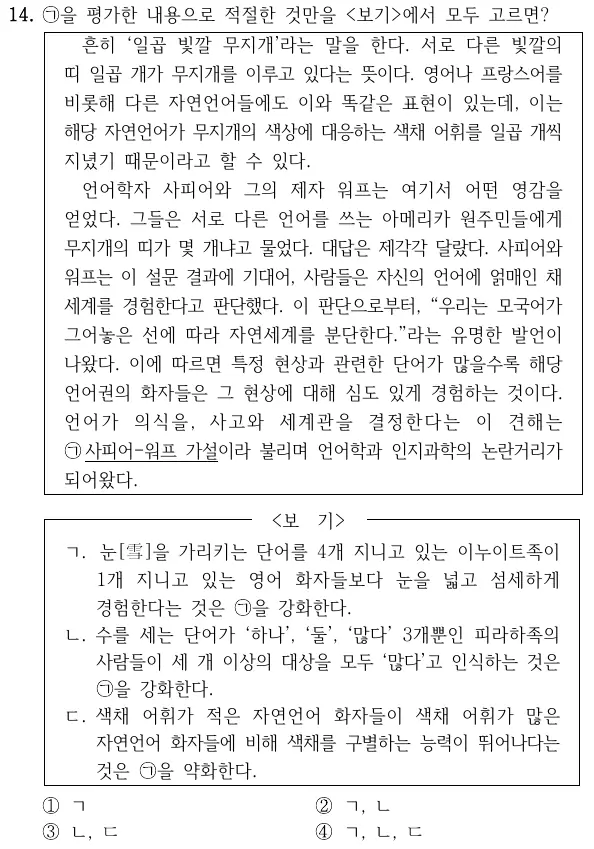 14. ㉠을 평가한 내용으로 적절한 것만을 <보기>에서 모두 고르면?
흔히 ‘일곱 빛깔 무지개’라는 말을 한다. 서로 다른 빛깔의
띠 일곱 개가 무지개를 이루고 있다는 뜻이다. 영어나 프랑스어를
비롯해 다른 자연언어들에도 이와 똑같은 표현이 있는데, 이는
해당 자연언어가 무지개의 색상에 대응하는 색채 어휘를 일곱 개씩
지녔기 때문이라고 할 수 있다.
언어학자 사피어와 그의 제자 워프는 여기서 어떤 영감을
얻었다. 그들은 서로 다른 언어를 쓰는 아메리카 원주민들에게
무지개의 띠가 몇 개냐고 물었다. 대답은 제각각 달랐다. 사피어와
워프는 이 설문 결과에 기대어, 사람들은 자신의 언어에 얽매인 채
세계를 경험한다고 판단했다. 이 판단으로부터, “우리는 모국어가
그어놓은 선에 따라 자연세계를 분단한다.”라는 유명한 발언이
나왔다. 이에 따르면 특정 현상과 관련한 단어가 많을수록 해당
언어권의 화자들은 그 현상에 대해 심도 있게 경험하는 것이다.
언어가 의식을, 사고와 세계관을 결정한다는 이 견해는
㉠사피어-워프 가설이라 불리며 언어학과 인지과학의 논란거리가
되어왔다.
<보 기>
ㄱ. 눈[雪]을 가리키는 단어를 4개 지니고 있는 이누이트족이
1개 지니고 있는 영어 화자들보다 눈을 넓고 섬세하게
경험한다는 것은 ㉠을 강화한다.
ㄴ. 수를 세는 단어가 ‘하나’, ‘둘’, ‘많다’ 3개뿐인 피라하족의
사람들이 세 개 이상의 대상을 모두 ‘많다’고 인식하는 것은
㉠을 강화한다.
ㄷ. 색채 어휘가 적은 자연언어 화자들이 색채 어휘가 많은
자연언어 화자들에 비해 색채를 구별하는 능력이 뛰어나다는
것은 ㉠을 약화한다.
① ㄱ ② ㄱ, ㄴ
③ ㄴ, ㄷ ④ ㄱ, ㄴ, ㄷ